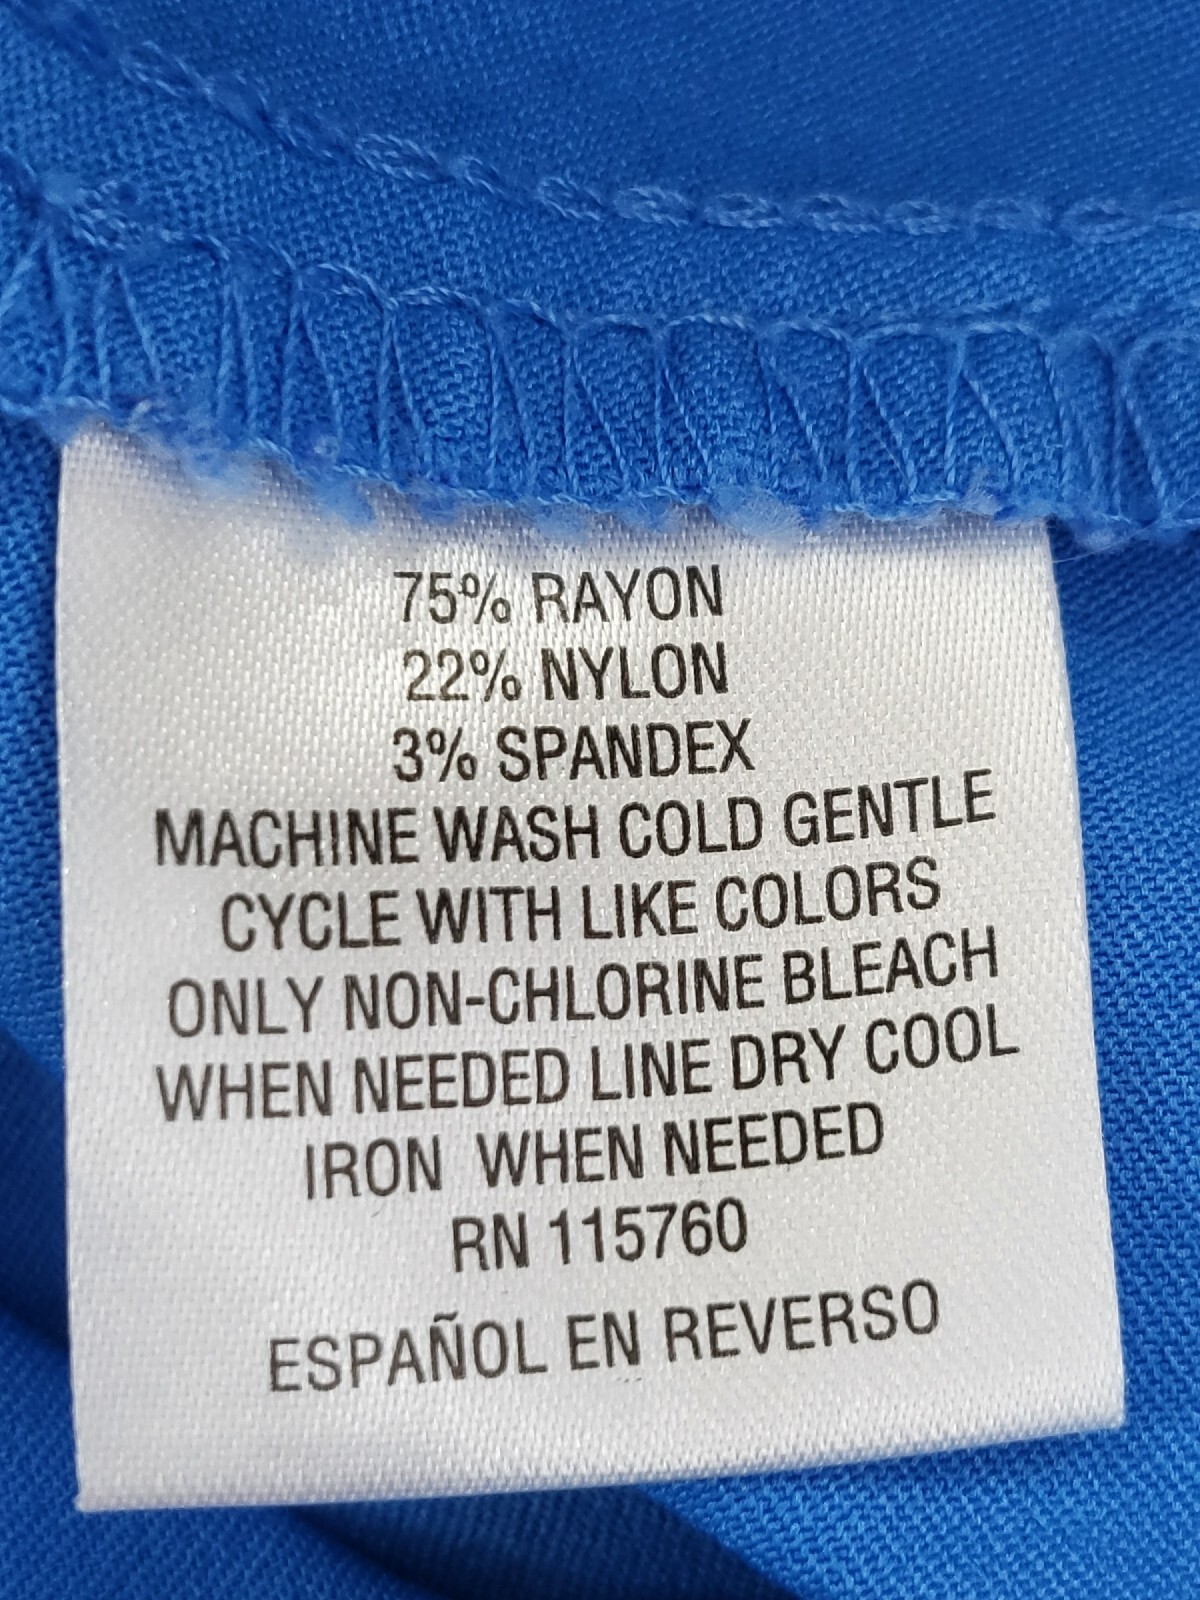 75% RAYON
22% NYLON
3% SPANDEX
MACHINE WASH COLD GENTLE
CYCLE WITH LIKE COLORS
ONLY NON-CHLORINE BLEACH
WHEN NEEDED LINE DRY COOL
IRON WHEN NEEDED
RN 115760
ESPAÑOL EN REVERSO